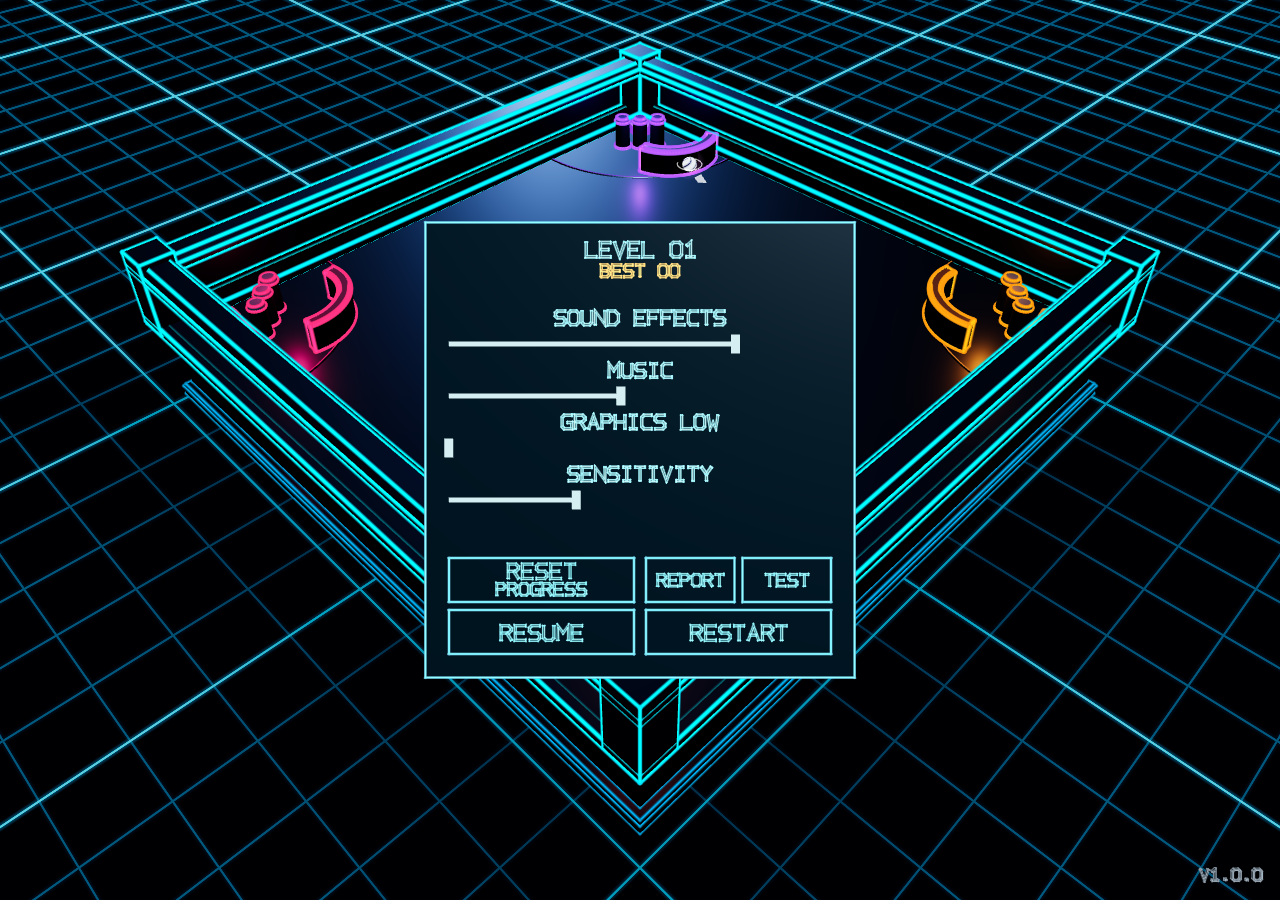 LEVEL 01
BEST 00
SOUND EFFECTS
MUSIC
GRAPHICS LOW
SENSITIVITY
RESET
PROGRESS
REPORT
TEST
RESUME
RESTART
V1.0.0